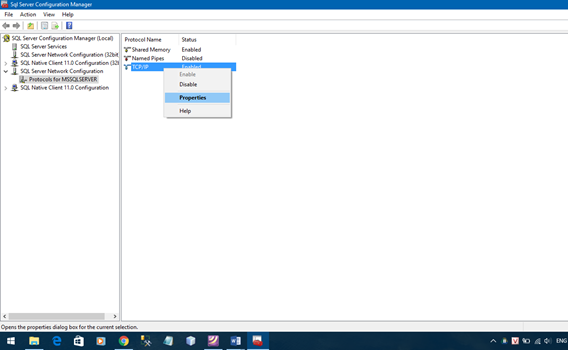 Sql Server Configuration Manager
File Action View Help
SQL Server Configuration Manager (Local)
SQL Server Services
SQL Server Network Configuration (32bit
SQL Native Client 11.0 Configuration (32b
SQL Server Network Configuration
Protocols for MSSQLSERVER
SQL Native Client 11.0 Configuration
Protocol Name Status
Shared Memory Enabled
Named Pipes Disabled
TCP/IP Enabled
Enable
Disable
Properties
Help
Opens the properties dialog box for the current selection.
ENG